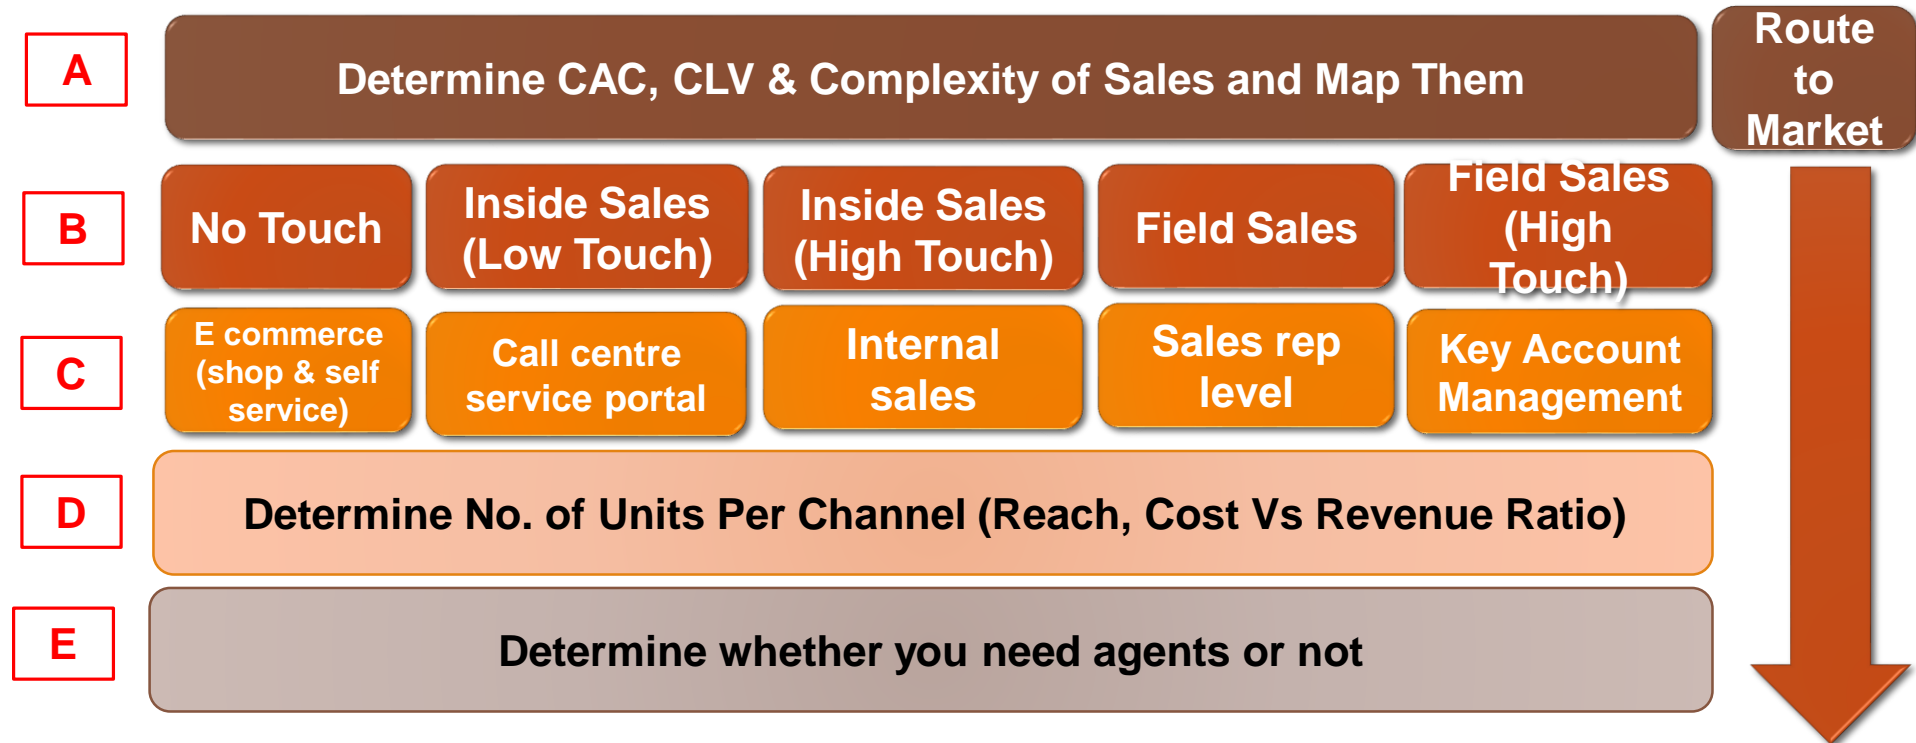 A
Determine CAC, CLV & Complexity of Sales and Map Them
Route
to
Market
B
No Touch
Inside Sales
(Low Touch)
Inside Sales
(High Touch)
Field Sales
Field Sales
(High
Touch)
C
E commerce
(shop & self
service)
Call centre
service portal
Internal
sales
Sales rep
level
Key Account
Management
D
Determine No. of Units Per Channel (Reach, Cost Vs Revenue Ratio)
E
Determine whether you need agents or not